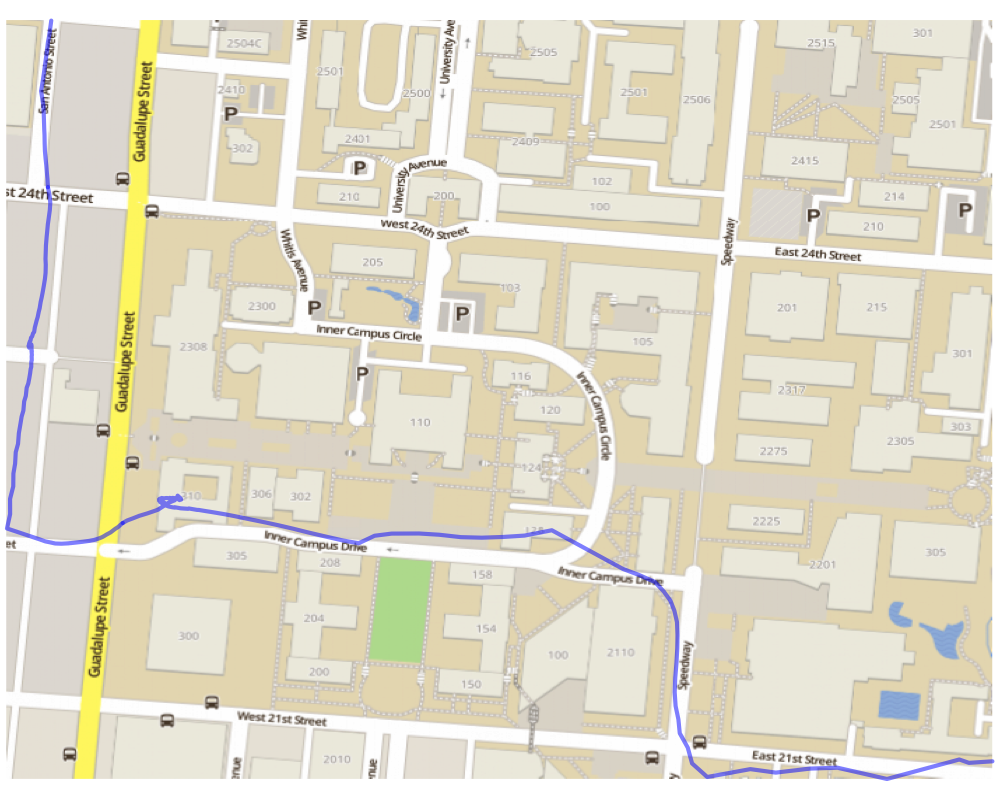 301
2515
2504C
2505
San Antonio Street
Guadalupe Street
University Ave
2501
2500
2501
2506
2505
2501
2410
P
302
2401
2409
2415
P
University Avenue
University Avenue
102
210
200
100
214
P
P
210
st 24th Street
West 24th Street
Speedway
East 24th Street
Whitis Avenue
205
103
2300
P
P
201
215
Inner Campus Circle
105
2308
Guadalupe Street
301
P
116
2317
Inner Campus Circle
120
110
303
2305
2275
124
310
306
302
2225
et
Inner Campus Drive
305
305
208
158
Inner Campus Drive
2201
Guadalupe Street
300
204
154
100
2110
Speedway
200
150
West 21st Street
East 21st Street
2010